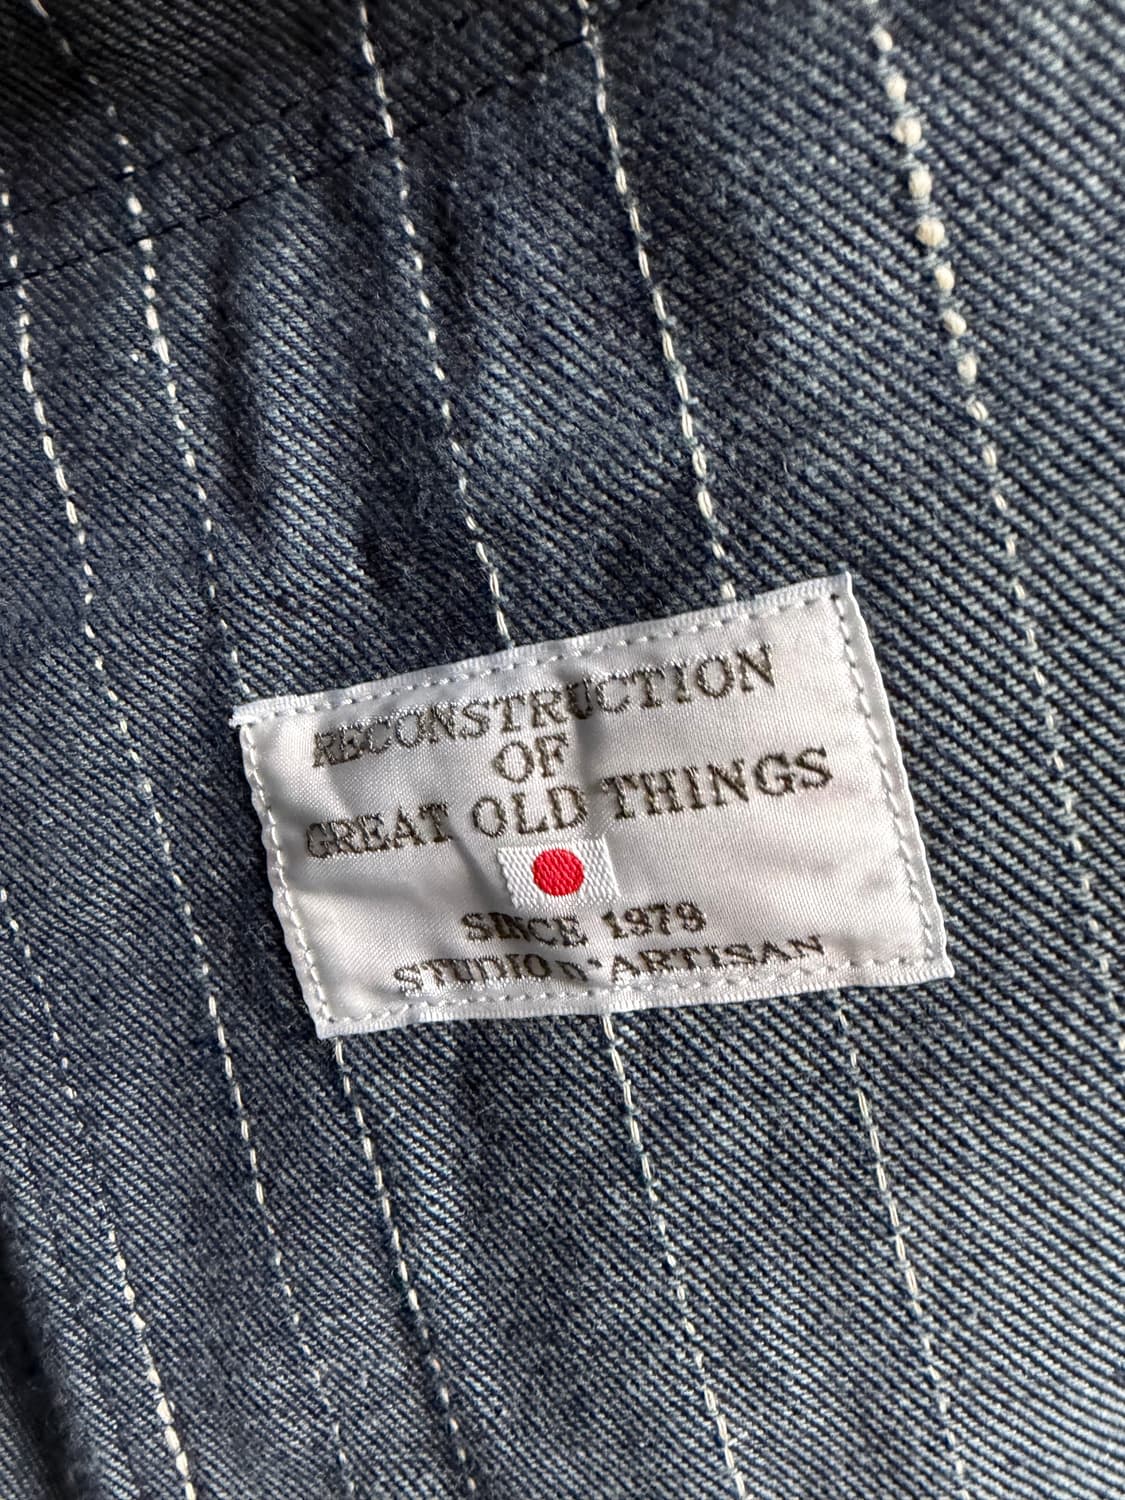 RECONSTRUCTION
OF
GREAT OLD THINGS
SINCE 1979
STUDIO D'ARTISAN